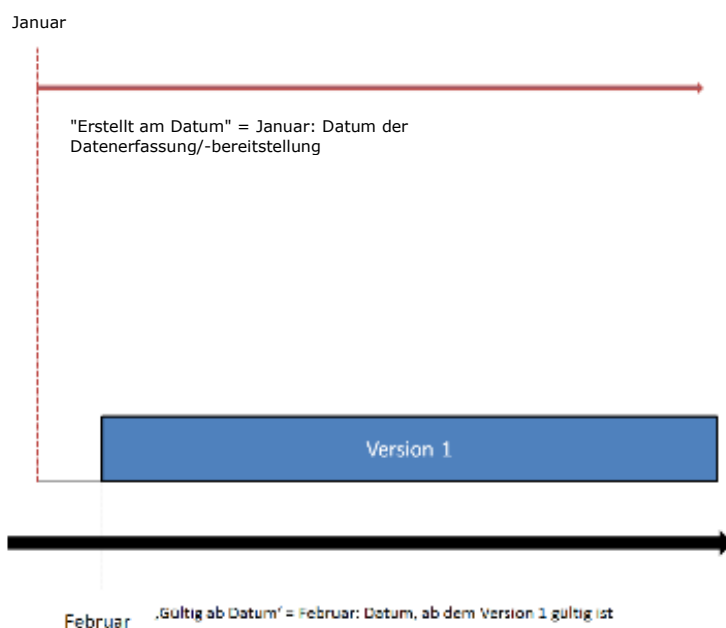 Januar
"Erstellt am Datum" = Januar: Datum der
Datenerfassung/-bereitstellung
Version 1
Februar
‚Gültig ab Datum‘ = Februar: Datum, ab dem Version 1 gültig ist